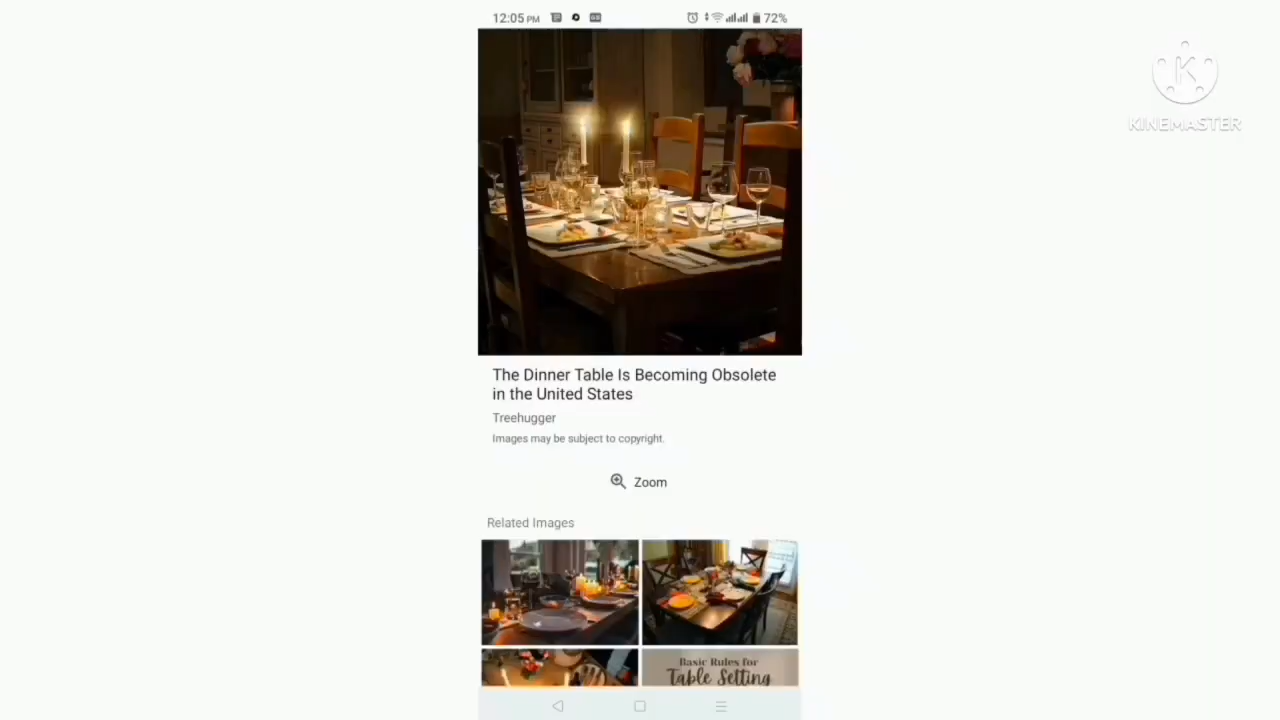 12:05 PM
72%
KINEMASTER
The Dinner Table Is Becoming Obsolete
in the United States
Treehugger
Images may be subject to copyright.
Zoom
Related Images
Basic Rules for
Table Setting